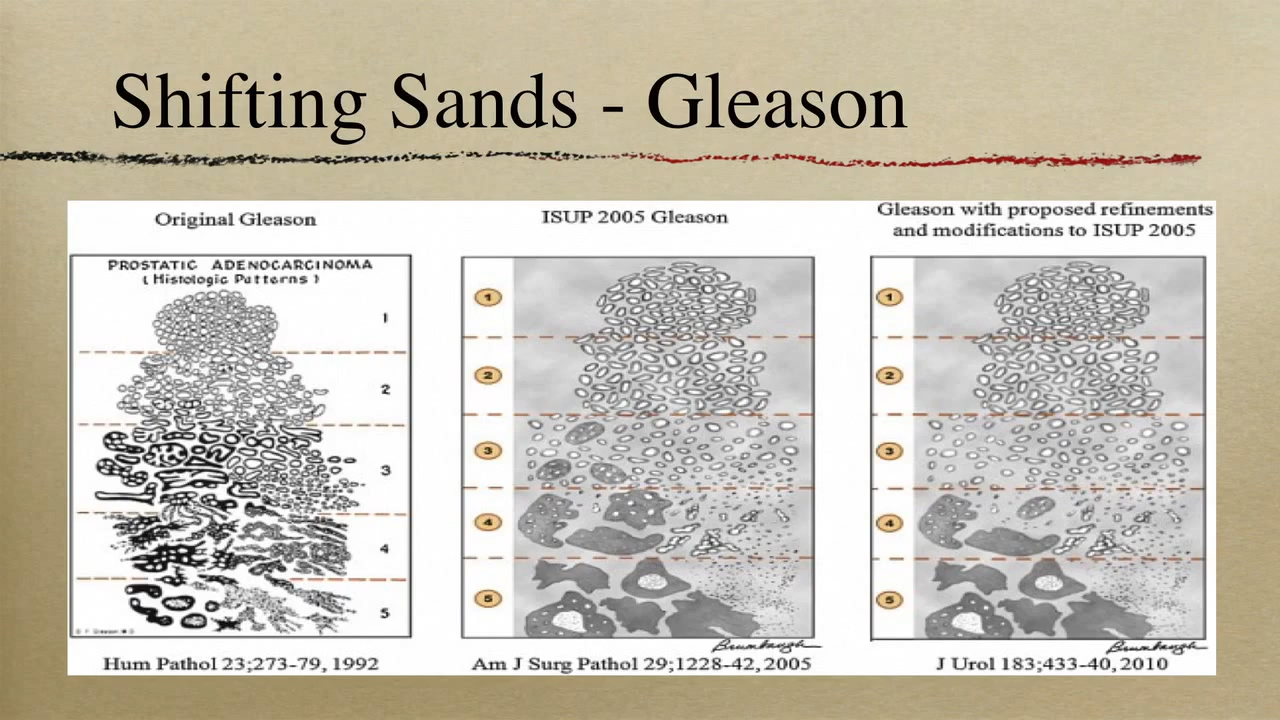 Shifting Sands - Gleason
Original Gleason
PROSTATIC ADENOCARCINOMA
( Histologic Patterns )
1
2
3
4
5
Hum Pathol 23;273-79, 1992
ISUP 2005 Gleason
1
2
3
4
5
Brumbaugh
Am J Surg Pathol 29;1228-42, 2005
Gleason with proposed refinements
and modifications to ISUP 2005
1
2
3
4
5
Brumbaugh
J Urol 183;433-40, 2010